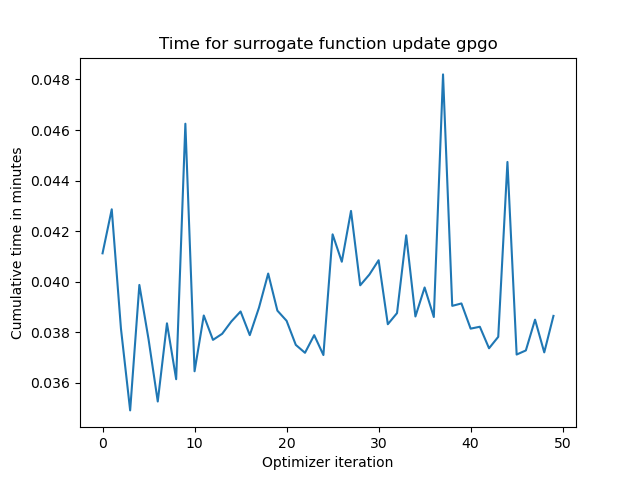 Time for surrogate function update gpgo
0.048
0.046
0.044
0.042
0.040
0.038
0.036
Cumulative time in minutes
0 10 20 30 40 50
Optimizer iteration